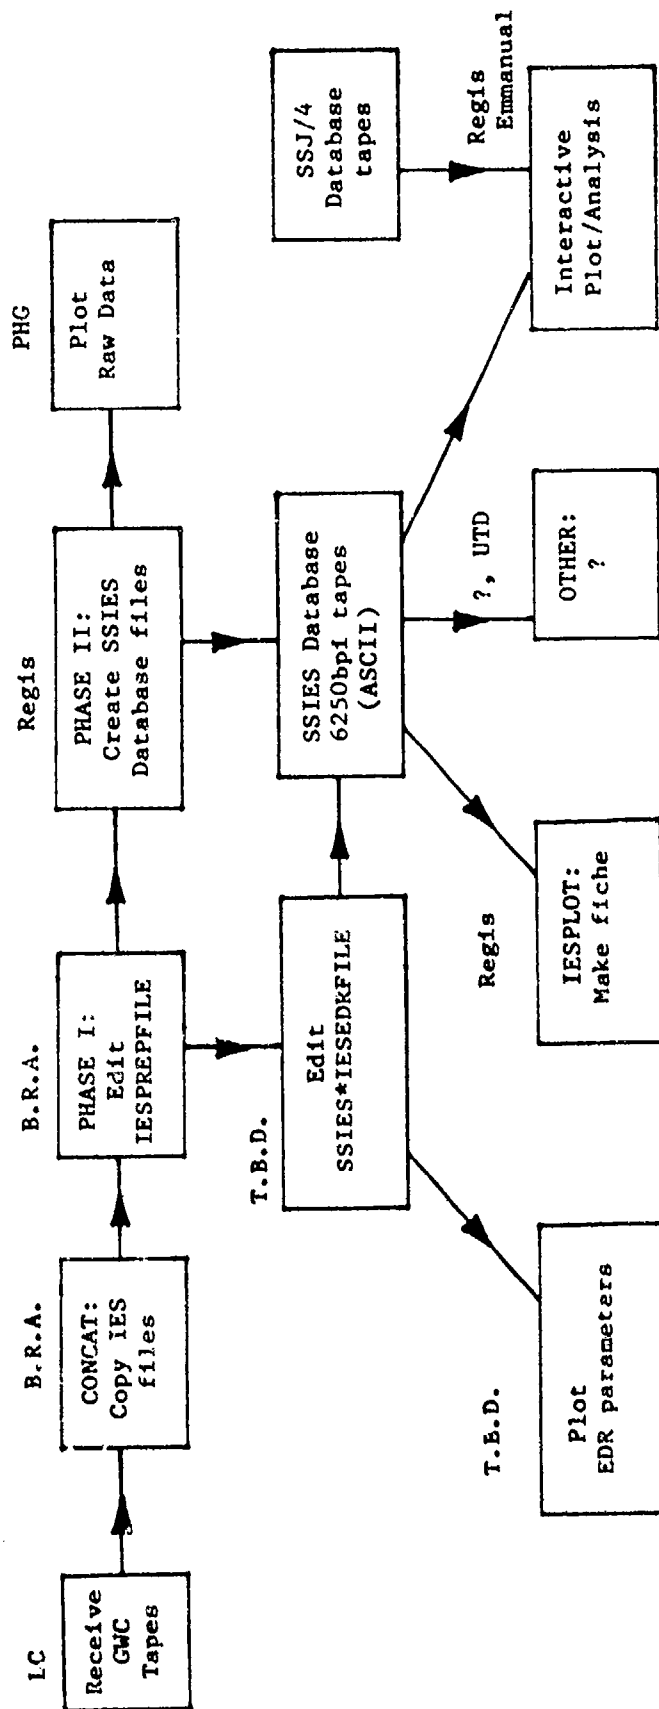 LC
Receive
GWC
Tapes
B.R.A.
CONCAT:
Copy IES
files
B.R.A.
PHASE I:
Edit
IESPREPFILE
Regis
PHASE II:
Create SSIES
Database files
PHG
Plot
Raw Data
T.B.D.
Edit
SSIES*IESEDKFILE
SSIES Database
6250bpi tapes
(ASCII)
SSJ/4
Database
tapes
T.B.D.
Plot
EDR parameters
Regis
IESPLOT:
Make fiche
?, UTD
OTHER:
?
Regis
Emmanual
Interactive
Plot/Analysis